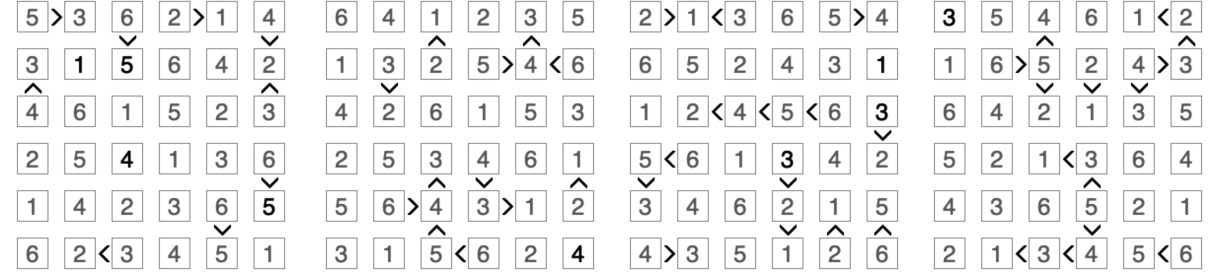 5 > 3 6 2 > 1 4
∨ ∨
3 1 5 6 4 2
∧ ∧
4 6 1 5 2 3
2 5 4 1 3 6
∨
1 4 2 3 6 5
∨
6 2 < 3 4 5 1
6 4 1 2 3 5
∧ ∧
1 3 2 5 > 4 < 6
∨
4 2 6 1 5 3
2 5 3 4 6 1
∧ ∨ ∧
5 6 > 4 3 > 1 2
∧
3 1 5 < 6 2 4
2 > 1 < 3 6 5 > 4
6 5 2 4 3 1
1 2 < 4 < 5 < 6 3
∨
5 < 6 1 3 4 2
∨ ∨
3 4 6 2 1 5
∨ ∧ ∧
4 > 3 5 1 2 6
3 5 4 6 1 < 2
∧ ∧
1 6 > 5 2 4 > 3
∨ ∨ ∨
6 4 2 1 3 5
5 2 1 < 3 6 4
∧
4 3 6 5 2 1
∨
2 1 < 3 < 4 5 < 6